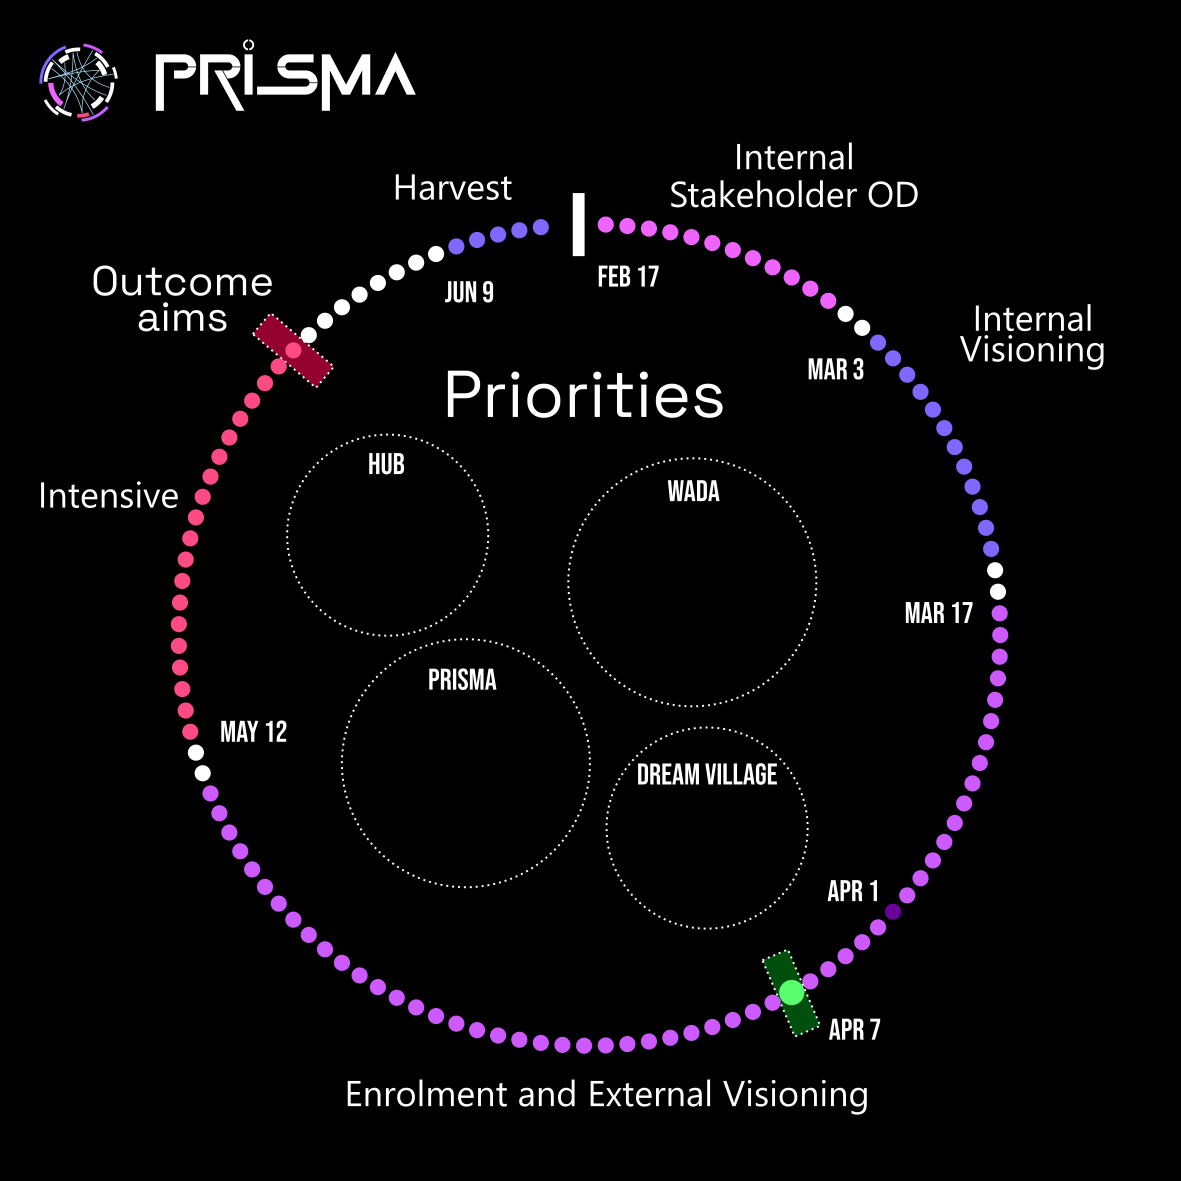 PRISMA
Internal
Stakeholder OD
Harvest
FEB 17
Outcome
aims
JUN 9
Internal
Visioning
MAR 3
Priorities
HUB
WADA
Intensive
MAR 17
PRISMA
MAY 12
DREAM VILLAGE
APR 1
APR 7
Enrolment and External Visioning